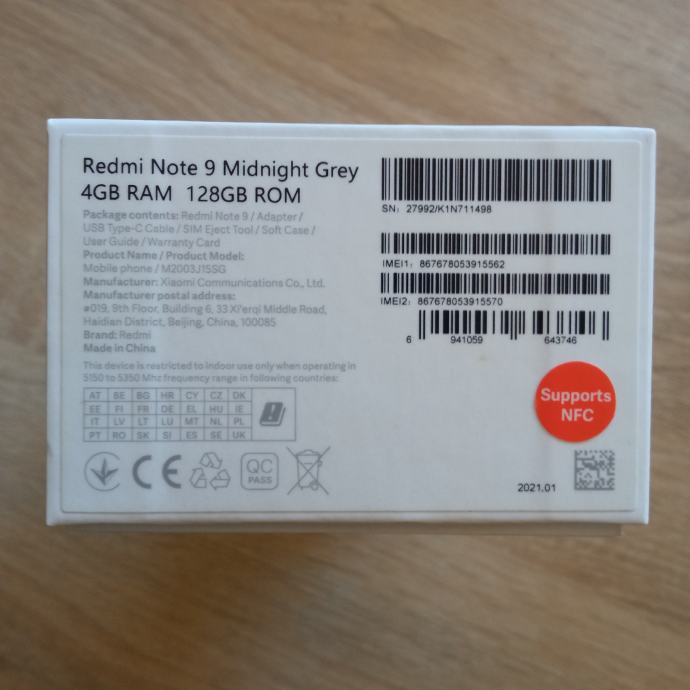 Redmi Note 9 Midnight Grey
4GB RAM 128GB ROM
Package contents: Redmi Note 9 / Adapter /
USB Type-C Cable / SIM Eject Tool / Soft Case /
User Guide / Warranty Card
Product Name / Product Model:
Mobile phone / M2003J15SG
Manufacturer: Xiaomi Communications Co., Ltd.
Manufacturer postal address:
#019, 9th Floor, Building 6, 33 Xi'erqi Middle Road,
Haidian District, Beijing, China, 100085
Brand: Redmi
Made in China
This device is restricted to indoor use only when operating in
5150 to 5350 Mhz frequency range in following countries:
AT BE BG HR CY CZ DK
EE FI FR DE EL HU IE
IT LV LT LU MT NL PL
PT RO SK SI ES SE UK
CE
QC
PASS
SN: 27992/K1N711498
IMEI1: 867678053915562
IMEI2: 867678053915570
6 941059 643746
Supports
NFC
2021.01